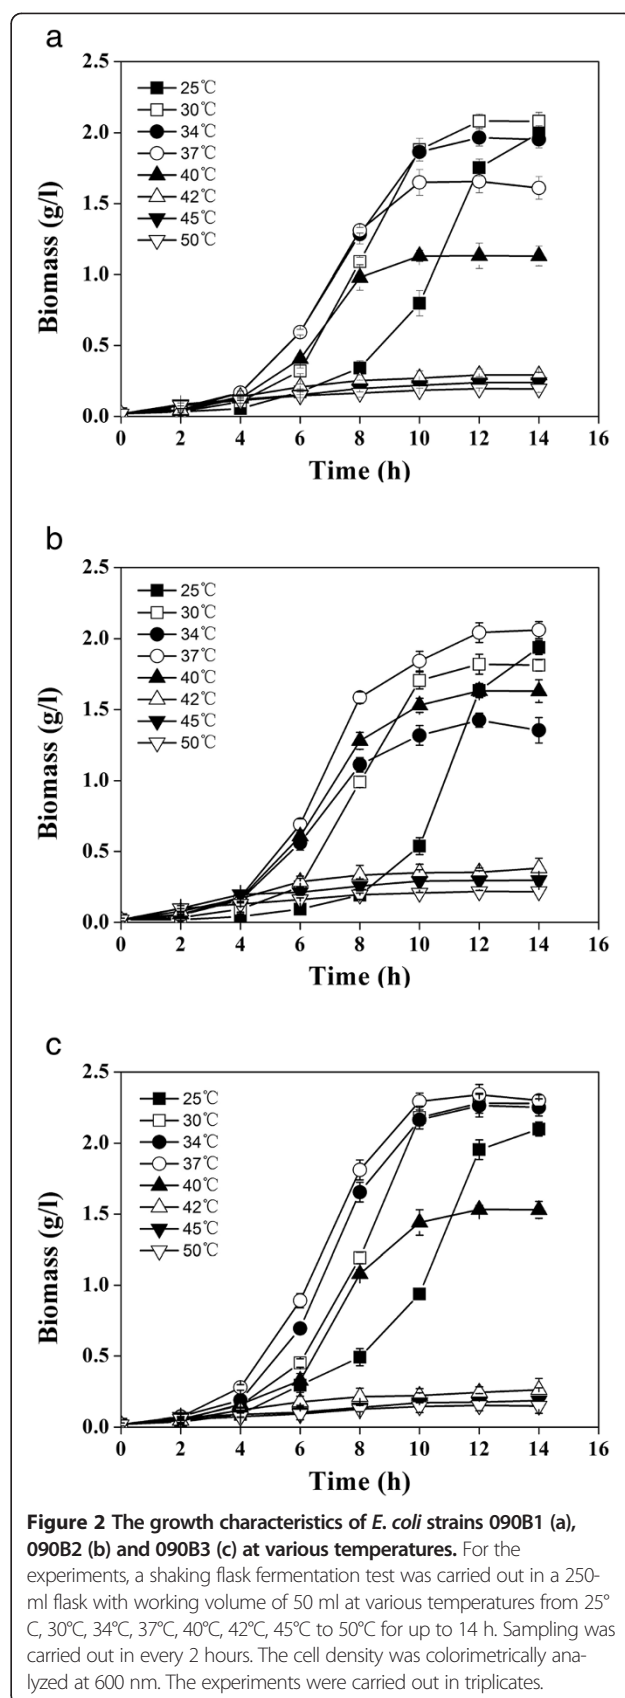 a
2.5
2.0
1.5
1.0
0.5
0.0
Biomass (g/l)
25℃
30℃
34℃
37℃
40℃
42℃
45℃
50℃
0 2 4 6 8 10 12 14 16
Time (h)
b
2.5
2.0
1.5
1.0
0.5
0.0
Biomass (g/l)
25℃
30℃
34℃
37℃
40℃
42℃
45℃
50℃
0 2 4 6 8 10 12 14 16
Time (h)
c
2.5
2.0
1.5
1.0
0.5
0.0
Biomass (g/l)
25℃
30℃
34℃
37℃
40℃
42℃
45℃
50℃
0 2 4 6 8 10 12 14 16
Time (h)
Figure 2 The growth characteristics of E. coli strains 090B1 (a),
090B2 (b) and 090B3 (c) at various temperatures. For the
experiments, a shaking flask fermentation test was carried out in a 250-
ml flask with working volume of 50 ml at various temperatures from 25°
C, 30°C, 34°C, 37°C, 40°C, 42°C, 45°C to 50°C for up to 14 h. Sampling was
carried out in every 2 hours. The cell density was colorimetrically ana-
lyzed at 600 nm. The experiments were carried out in triplicates.